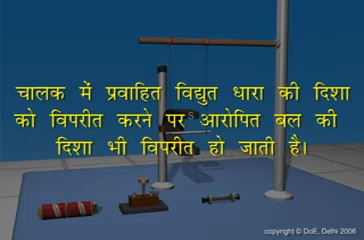 चालक में प्रवाहित विद्युत धारा की दिशा
को विपरीत करने पर आरोपित बल की
दिशा भी विपरीत हो जाती है।
S
copyright © DoE, Delhi 2006